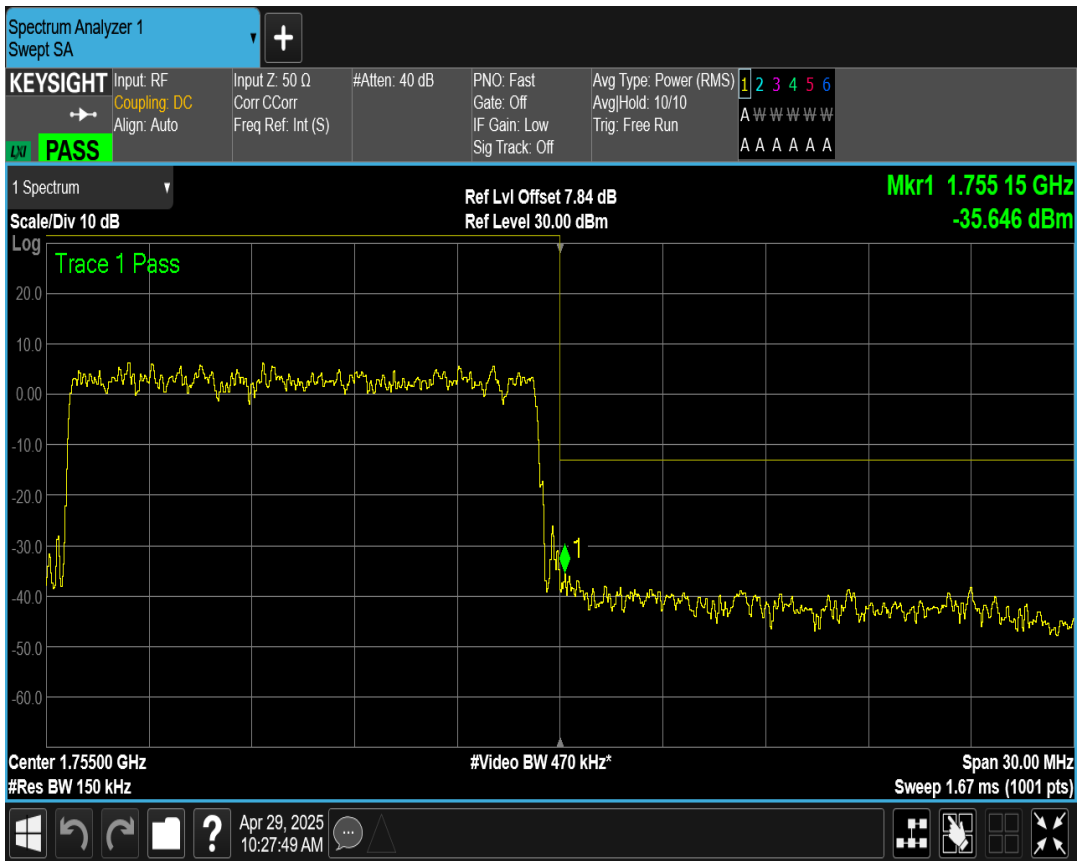 Spectrum Analyzer 1
Swept SA
+
KEYSIGHT
LXI PASS
Input: RF
Coupling: DC
Align: Auto
Input Z: 50 Ω
Corr CCorr
Freq Ref: Int (S)
#Atten: 40 dB
PNO: Fast
Gate: Off
IF Gain: Low
Sig Track: Off
Avg Type: Power (RMS)
Avg|Hold: 10/10
Trig: Free Run
1 2 3 4 5 6
A W W W W W
A A A A A A
1 Spectrum
Scale/Div 10 dB
Ref Lvl Offset 7.84 dB
Ref Level 30.00 dBm
Mkr1 1.755 15 GHz
-35.646 dBm
Log
Trace 1 Pass
20.0
10.0
0.00
-10.0
-20.0
-30.0
-40.0
-50.0
-60.0
1
Center 1.75500 GHz
#Res BW 150 kHz
#Video BW 470 kHz*
Span 30.00 MHz
Sweep 1.67 ms (1001 pts)
?
Apr 29, 2025
10:27:49 AM